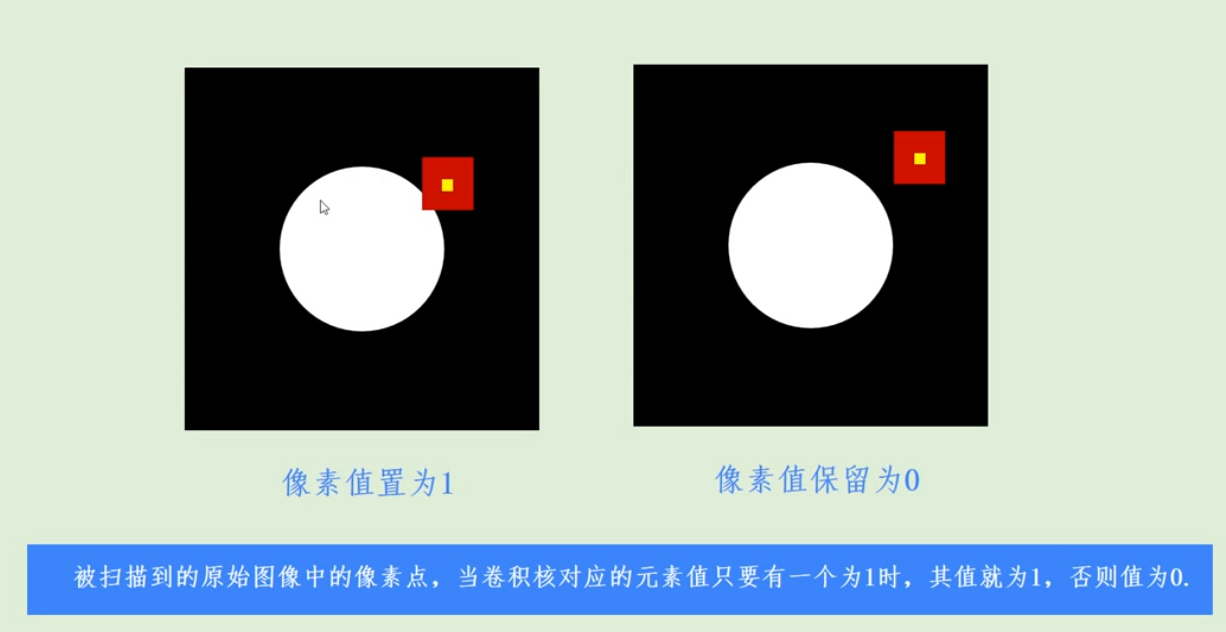 像素值置为1
像素值保留为0
被扫描到的原始图像中的像素点，当卷积核对应的元素值只要有一个为1时，其值就为1，否则值为0.